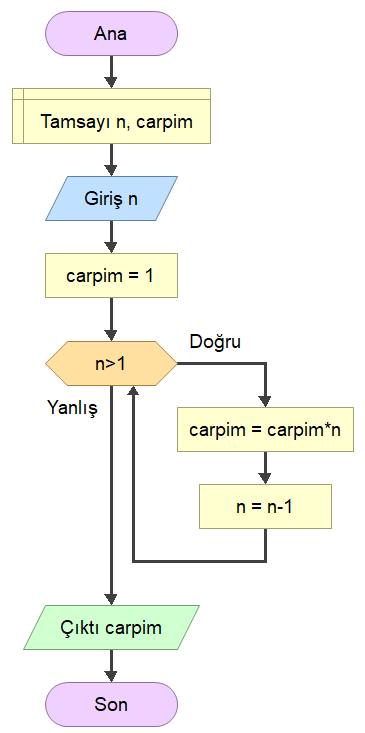 Ana
Tamsayı n, carpim
Giriş n
carpim = 1
n>1
Doğru
Yanlış
carpim = carpim*n
n = n-1
Çıktı carpim
Son